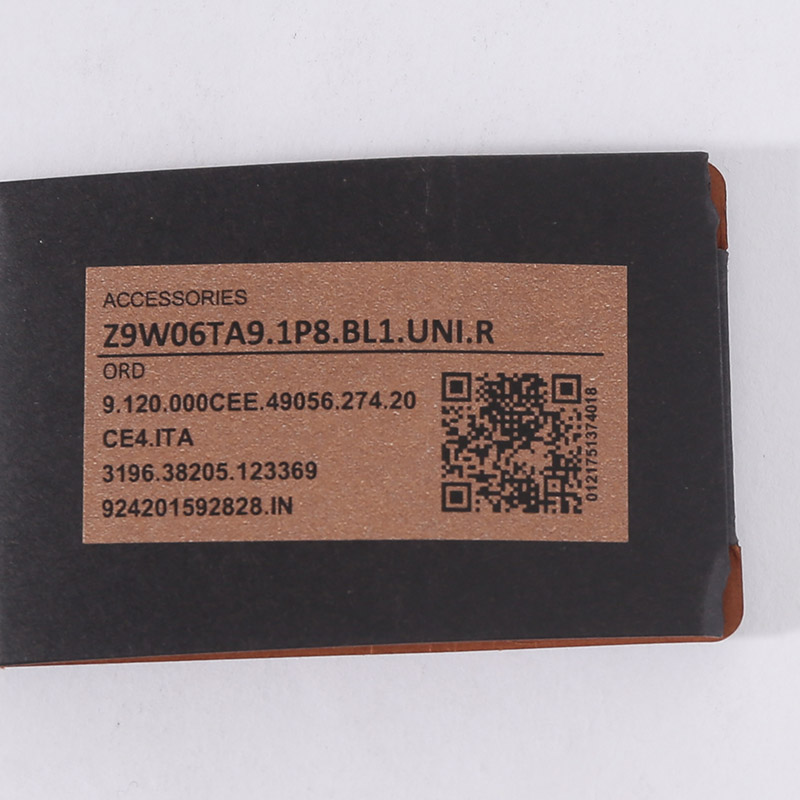 ACCESSORIES
Z9W06TA9.1P8.BL1.UNI.R
ORD
9.120.000CEE.49056.274.20
CE4.ITA
3196.38205.123369
924201592828.IN
0121751374018